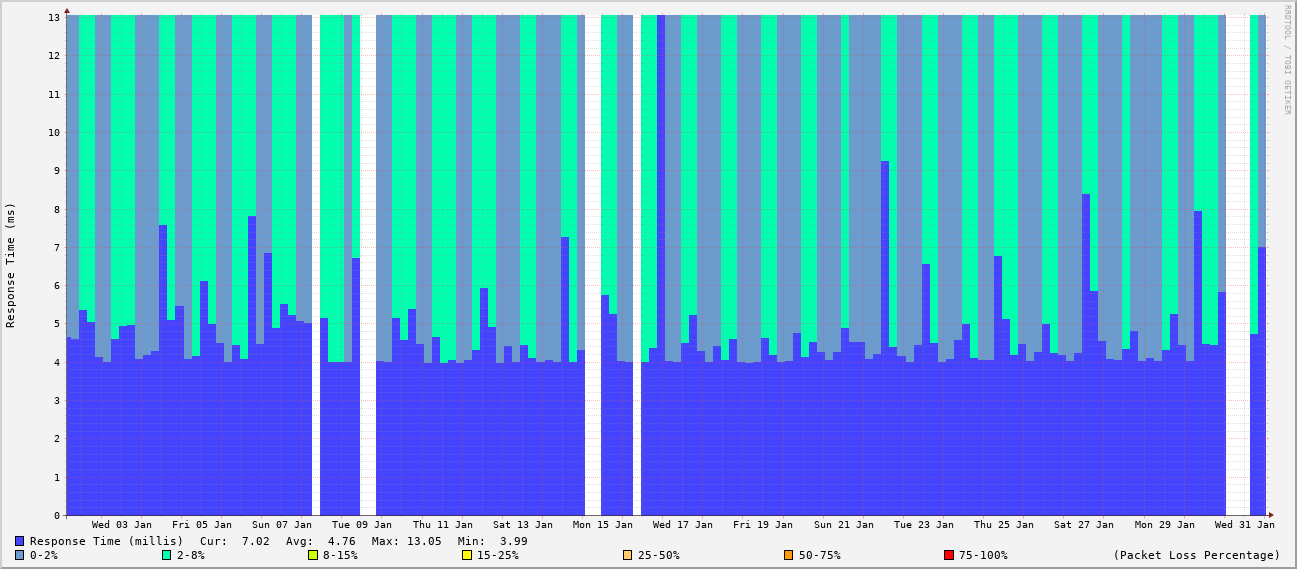 RRDTOOL / TOBI OETIKER
Response Time (ms)
13
12
11
10
9
8
7
6
5
4
3
2
1
0
Wed 03 Jan Fri 05 Jan Sun 07 Jan Tue 09 Jan Thu 11 Jan Sat 13 Jan Mon 15 Jan Wed 17 Jan Fri 19 Jan Sun 21 Jan Tue 23 Jan Thu 25 Jan Sat 27 Jan Mon 29 Jan Wed 31 Jan
Response Time (millis) Cur: 7.02 Avg: 4.76 Max: 13.05 Min: 3.99
0-2% 2-8% 8-15% 15-25% 25-50% 50-75% 75-100% (Packet Loss Percentage)